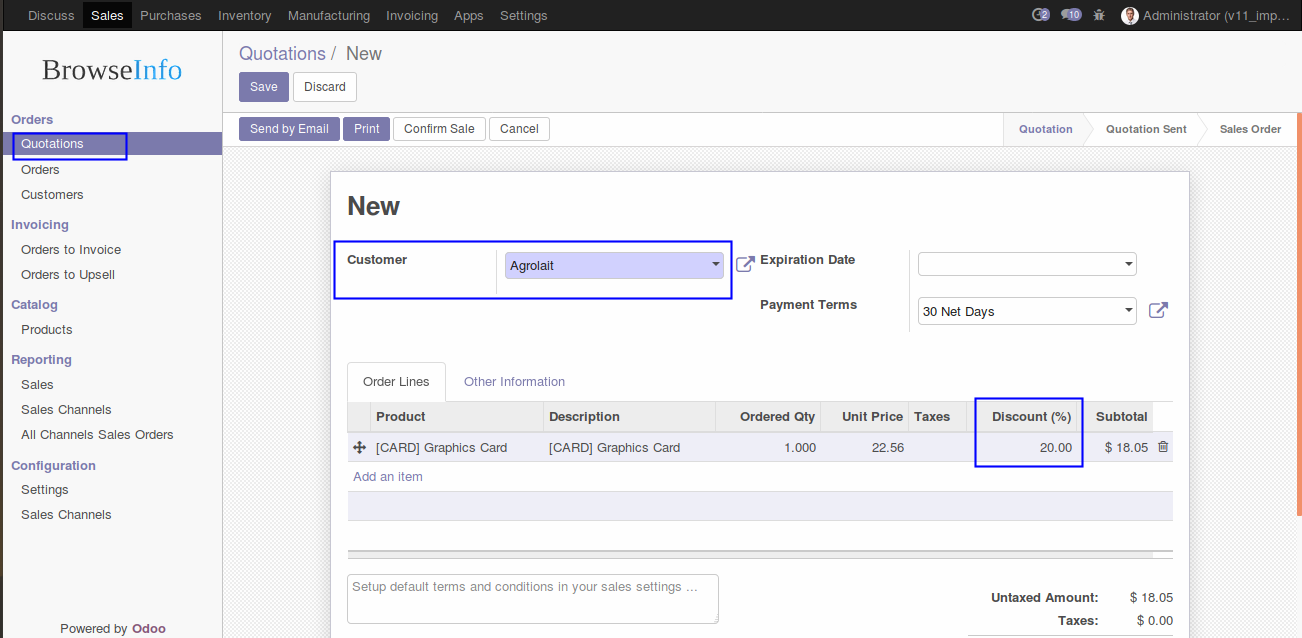 Discuss Sales Purchases Inventory Manufacturing Invoicing Apps Settings 2 10 Administrator (v11_imp...
BrowseInfo
Orders
Quotations
Orders
Customers
Invoicing
Orders to Invoice
Orders to Upsell
Catalog
Products
Reporting
Sales
Sales Channels
All Channels Sales Orders
Configuration
Settings
Sales Channels
Powered by Odoo
Quotations / New
Save Discard
Send by Email Print Confirm Sale Cancel Quotation Quotation Sent Sales Order
New
Customer Agrolait Expiration Date
Payment Terms 30 Net Days
Order Lines Other Information
Product Description Ordered Qty Unit Price Taxes Discount (%) Subtotal
[CARD] Graphics Card [CARD] Graphics Card 1.000 22.56 20.00 $ 18.05
Add an item
Setup default terms and conditions in your sales settings ...
Untaxed Amount: $ 18.05
Taxes: $ 0.00